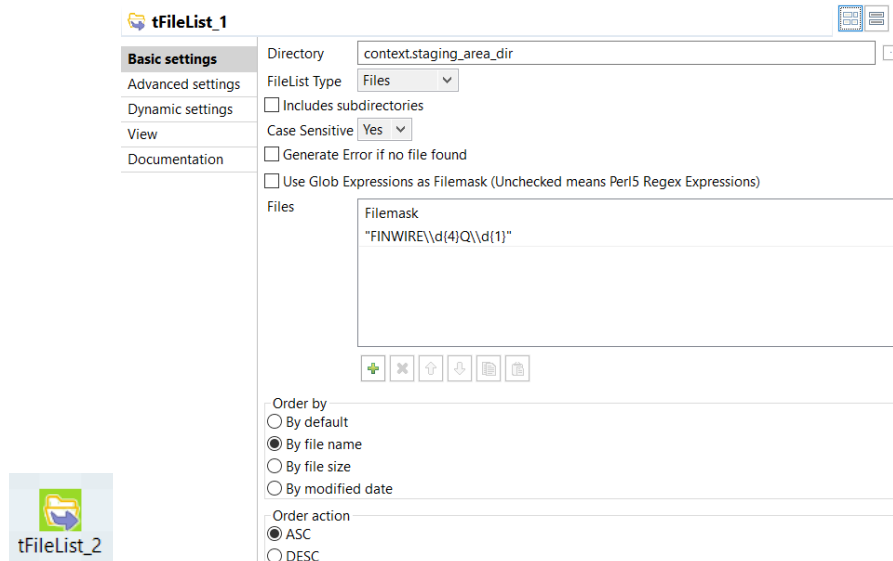 tFileList_1
Basic settings
Advanced settings
Dynamic settings
View
Documentation
Directory context.staging_area_dir
FileList Type Files
Includes subdirectories
Case Sensitive Yes
Generate Error if no file found
Use Glob Expressions as Filemask (Unchecked means Perl5 Regex Expressions)
Files
Filemask
"FINWIRE\\d{4}Q\\d{1}"
Order by
By default
By file name
By file size
By modified date
Order action
ASC
DESC
tFileList_2